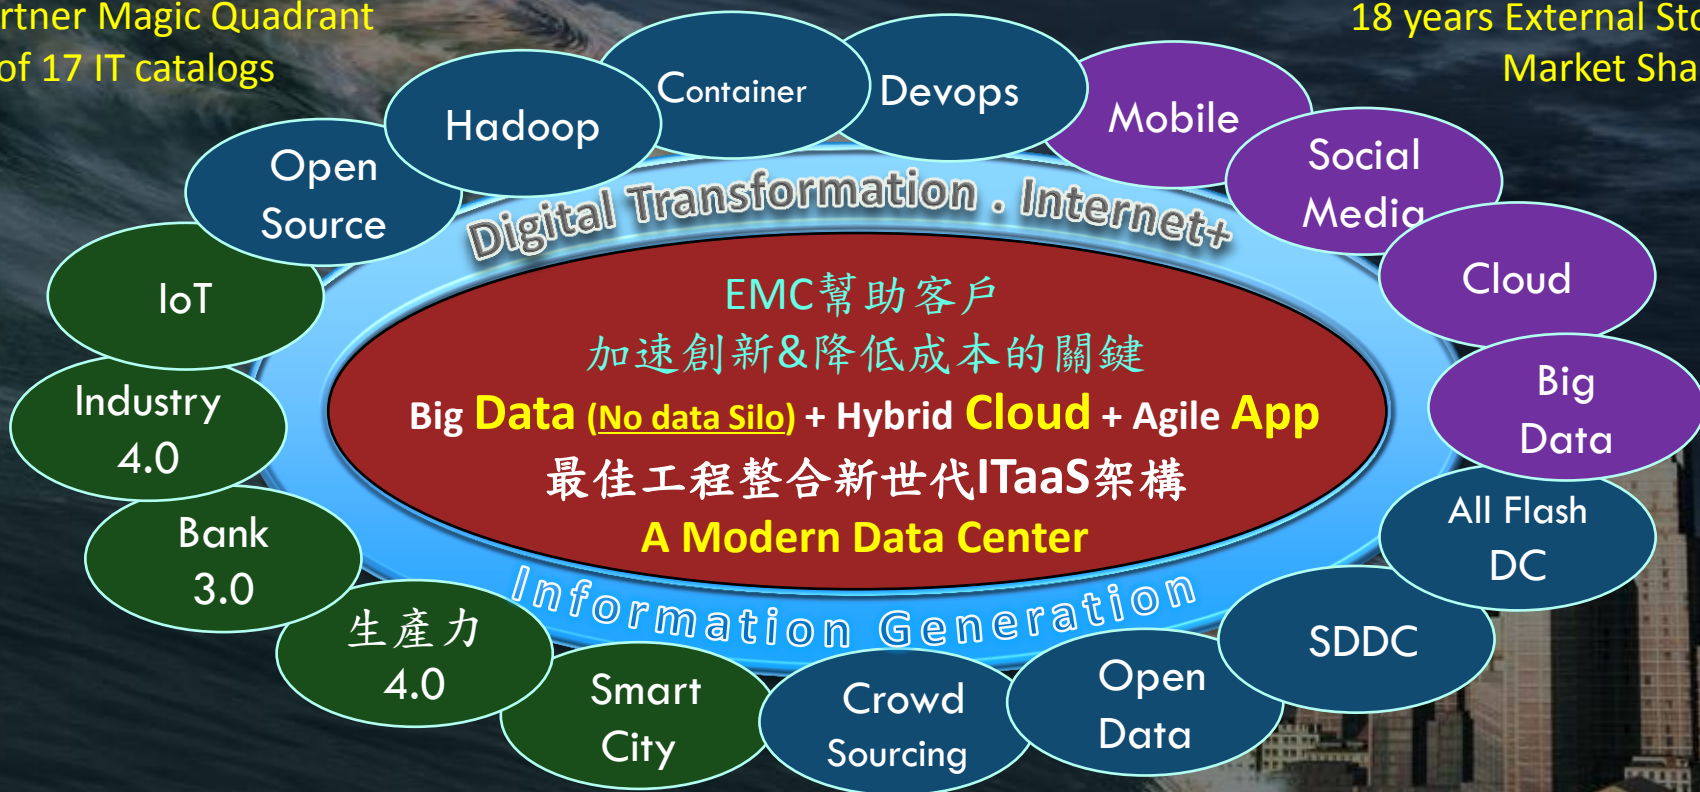 rtner Magic Quadrant
of 17 IT catalogs
18 years External Sto
Market Sha
Container
Devops
Hadoop
Mobile
Open
Source
Social
Media
Digital Transformation . Internet+
IoT
Cloud
EMC幫助客戶
加速創新&降低成本的關鍵
Big Data (No data Silo) + Hybrid Cloud + Agile App
最佳工程整合新世代ITaaS架構
A Modern Data Center
Industry
4.0
Big
Data
Bank
3.0
All Flash
DC
Information Generation
生產力
4.0
SDDC
Smart
City
Crowd
Sourcing
Open
Data